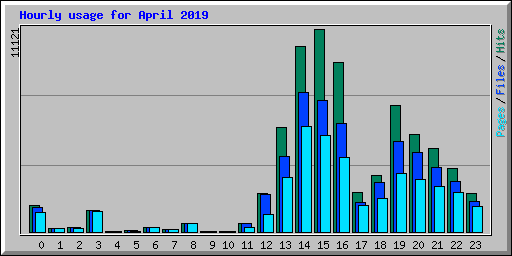 Hourly usage for April 2019
11121
Pages/Files/Hits
0 1 2 3 4 5 6 7 8 9 10 11 12 13 14 15 16 17 18 19 20 21 22 23